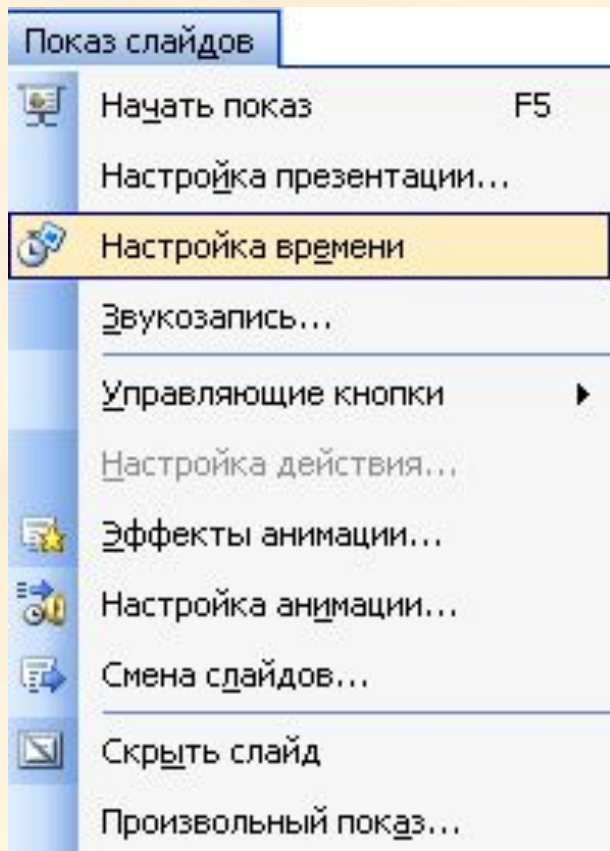 Показ слайдов
Начать показ F5
Настройка презентации...
Настройка времени
Звукозапись...
Управляющие кнопки
Настройка действия...
Эффекты анимации...
Настройка анимации...
Смена слайдов...
Скрыть слайд
Произвольный показ...